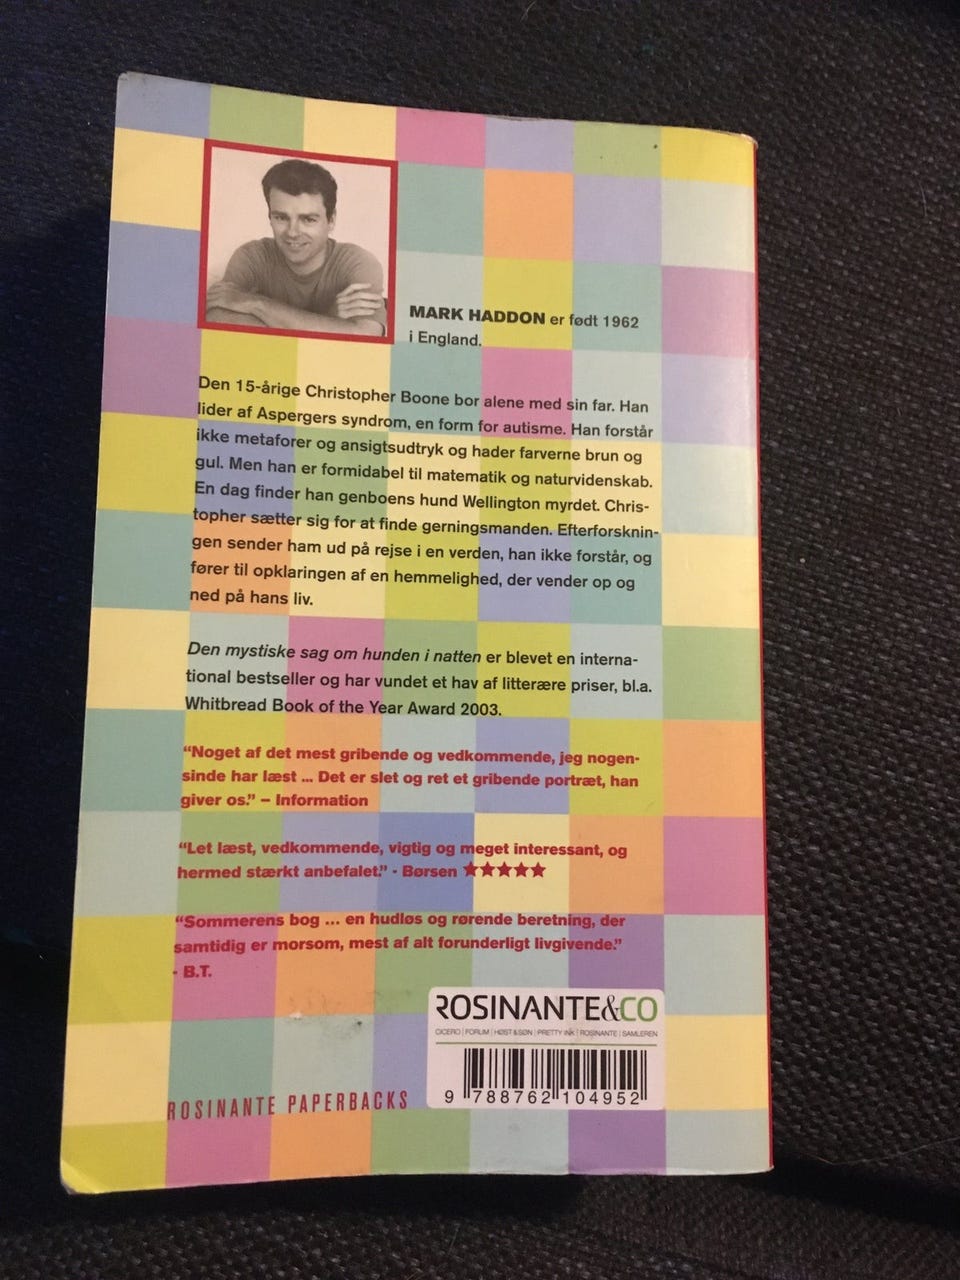 MARK HADDON er født 1962
i England.
Den 15-årige Christopher Boone bor alene med sin far. Han
lider af Aspergers syndrom, en form for autisme. Han forstår
ikke metaforer og ansigtsudtryk og hader farverne brun og
gul. Men han er formidabel til matematik og naturvidenskab.
En dag finder han genboens hund Wellington myrdet. Chris-
topher sætter sig for at finde gerningsmanden. Efterforsknin-
gen sender ham ud på rejse i en verden, han ikke forstår, og
fører til opklaringen af en hemmelighed, der vender op og
ned på hans liv.
Den mystiske sag om hunden i natten er blevet en interna-
tional bestseller og har vundet et hav af litterære priser, bl.a.
Whitbread Book of the Year Award 2003.
“Noget af det mest gribende og vedkommende, jeg nogen-
sinde har læst ... Det er slet og ret et gribende portræt, han
giver os.” – Information
“Let læst, vedkommende, vigtig og meget interessant, og
hermed stærkt anbefalet.” - Børsen ★★★★★
“Sommerens bog ... en hudløs og rørende beretning, der
samtidig er morsom, mest af alt forunderligt livgivende.”
- B.T.
ROSINANTE&CO
CICERO | FORUM | HØST & SØN | PRETTY INK | ROSINANTE | SAMLEREN
9 788762 104952
ROSINANTE PAPERBACKS